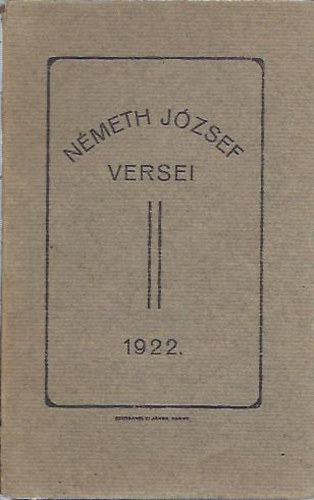 NÉMETH JÓZSEF
VERSEI
1922.